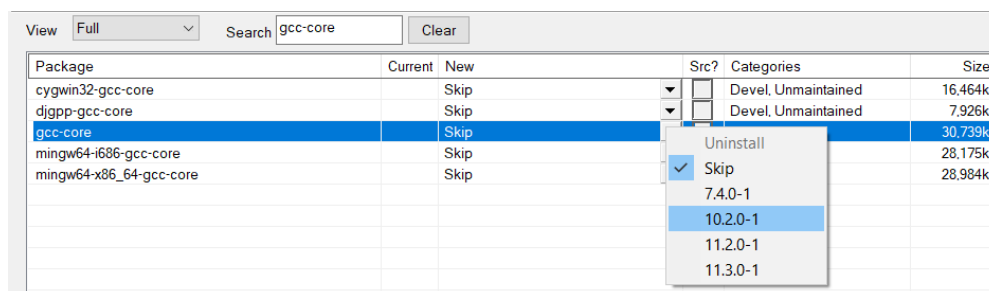 View Full Search gcc-core Clear
Package Current New Src? Categories Size
cygwin32-gcc-core Skip Devel, Unmaintained 16,464k
djgpp-gcc-core Skip Devel, Unmaintained 7,926k
gcc-core Skip 30,739k
mingw64-i686-gcc-core Skip 28,175k
mingw64-x86_64-gcc-core Skip 28,984k
Uninstall
Skip
7.4.0-1
10.2.0-1
11.2.0-1
11.3.0-1